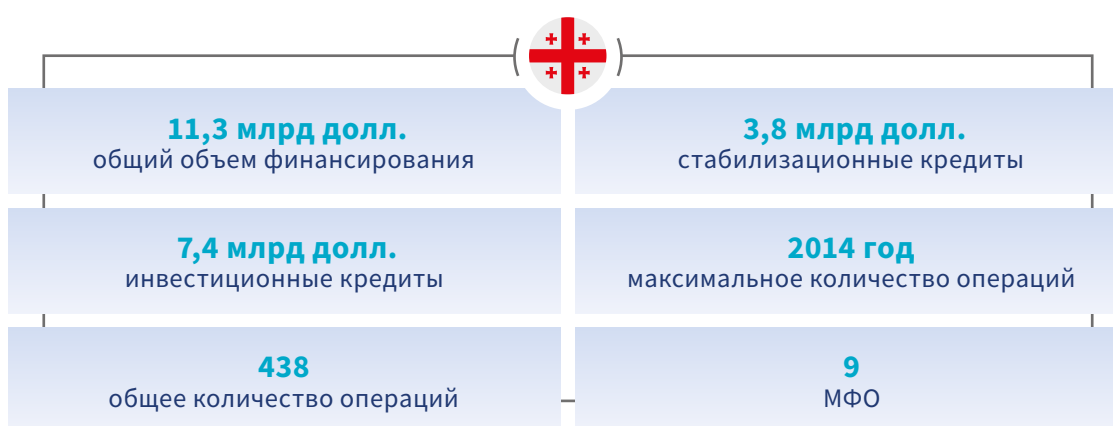 11,3 млрд долл.
общий объем финансирования
3,8 млрд долл.
стабилизационные кредиты
7,4 млрд долл.
инвестиционные кредиты
2014 год
максимальное количество операций
438
общее количество операций
9
МФО